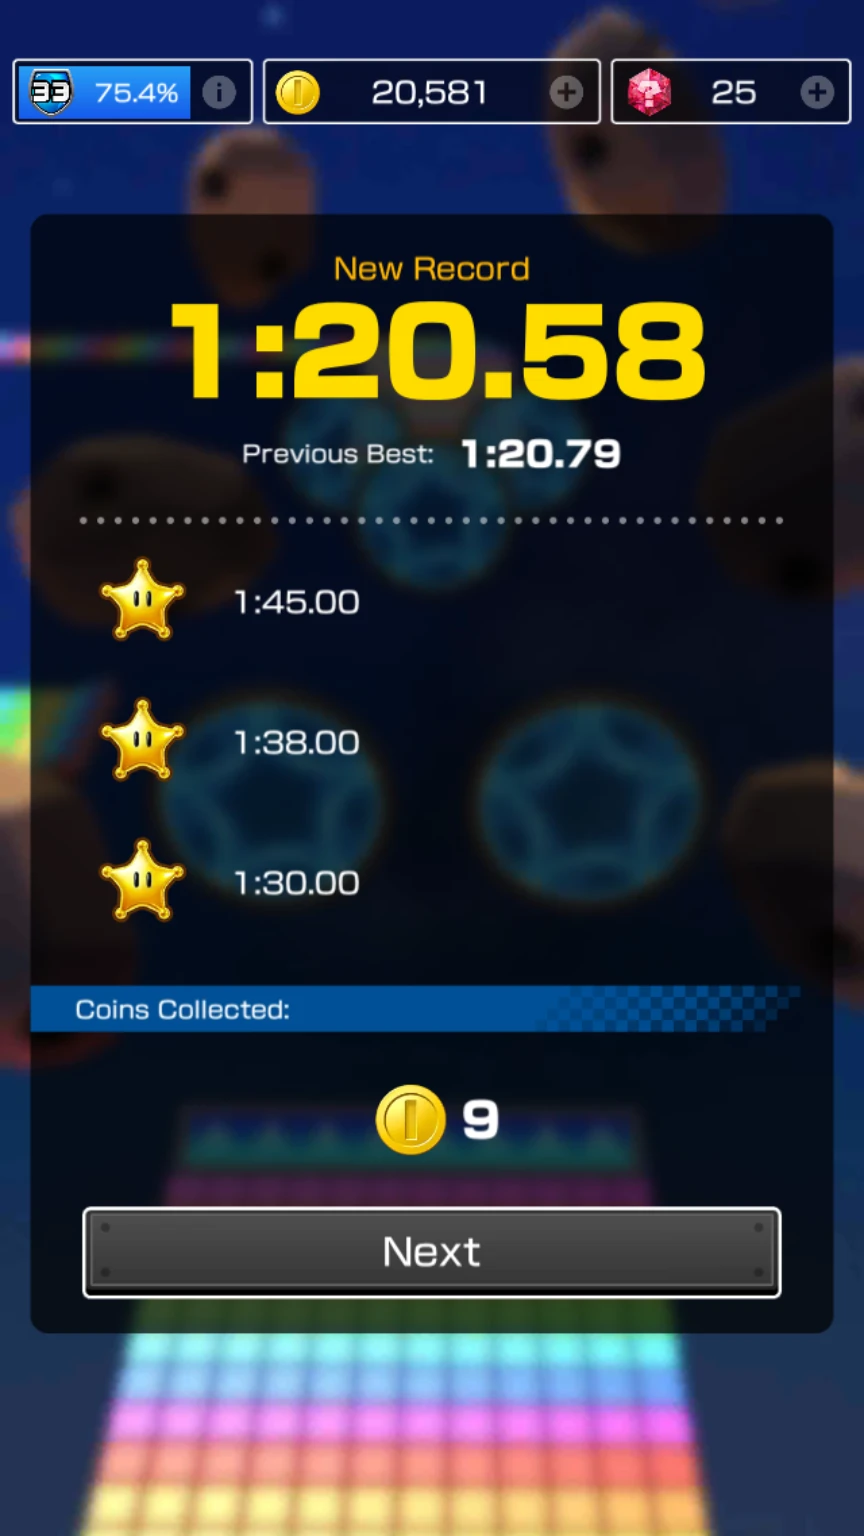 33 75.4% i 20,581 + ? 25 +
New Record
1:20.58
Previous Best: 1:20.79
1:45.00
1:38.00
1:30.00
Coins Collected:
9
Next